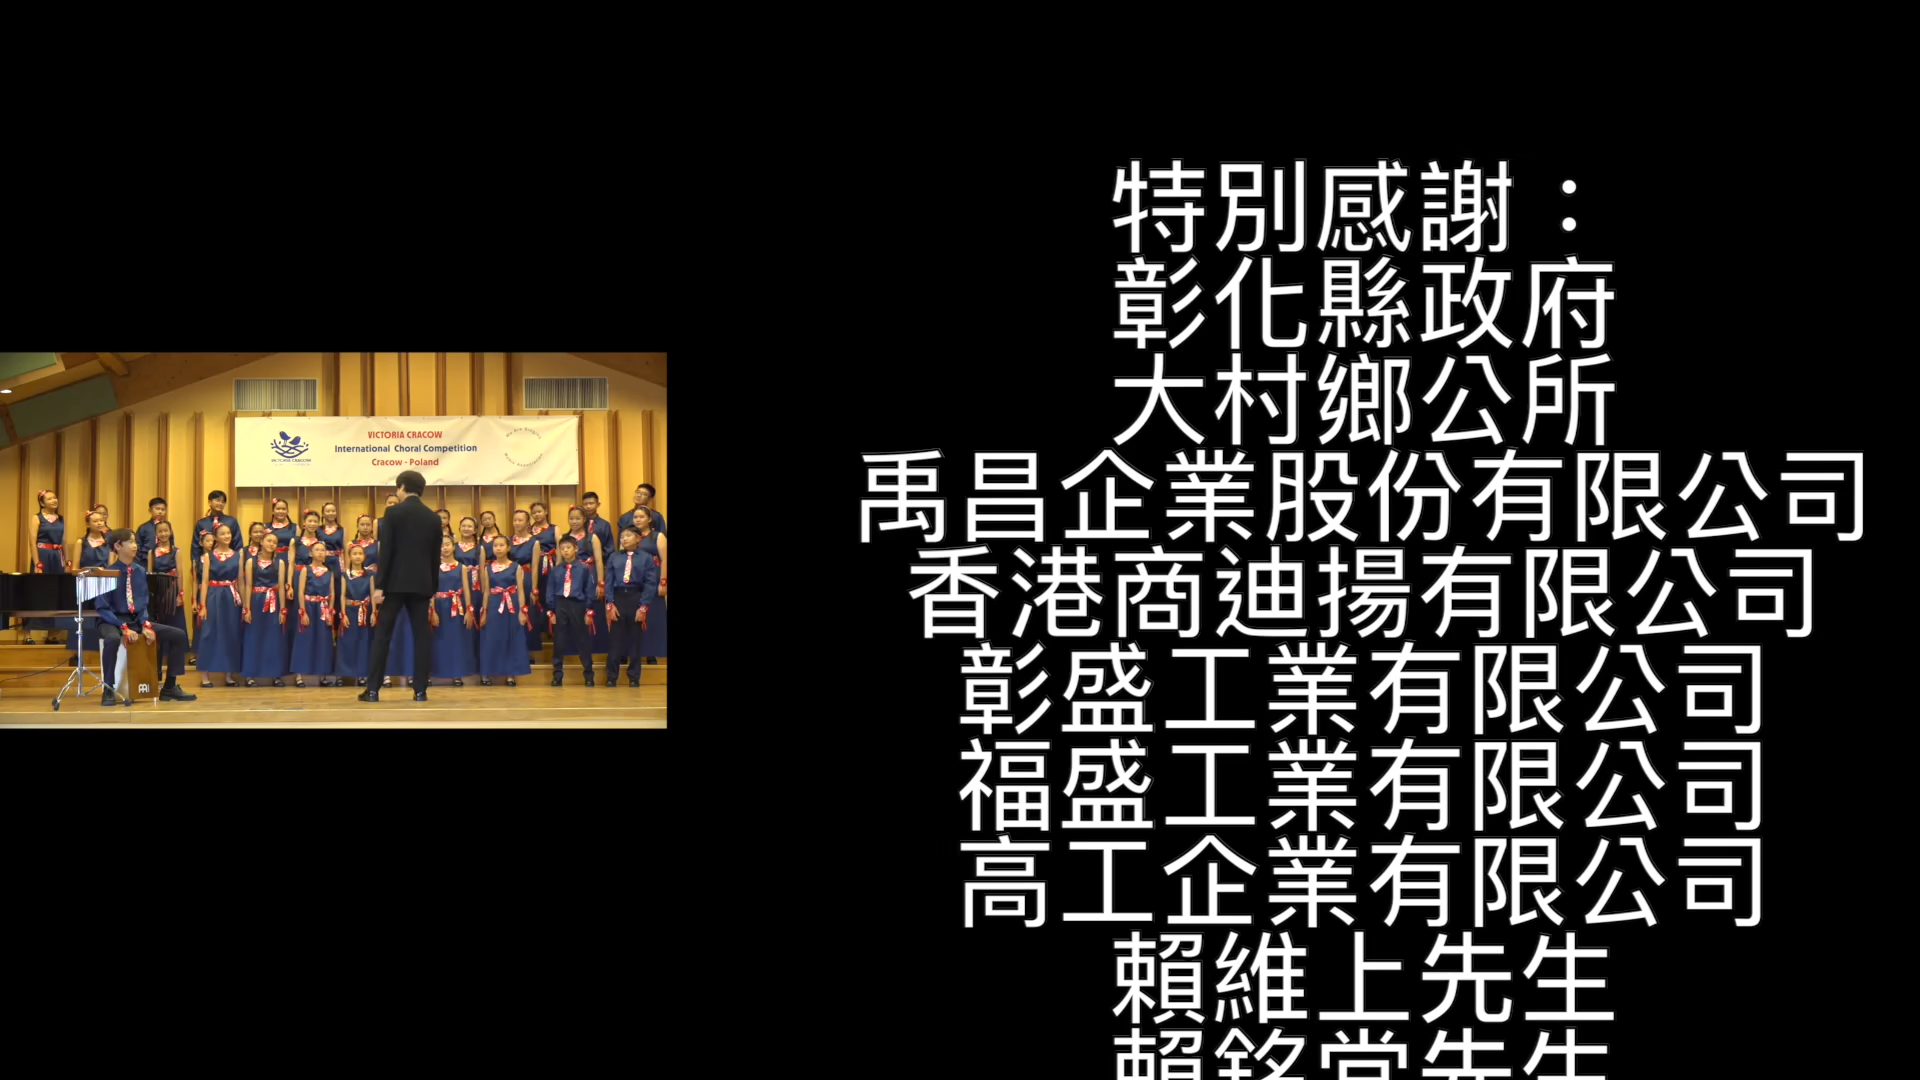 VICTORIA CRACOW
International Choral Competition
Cracow - Poland
VICTORIA CRACOW
特別感謝：
彰化縣政府
大村鄉公所
禹昌企業股份有限公司
香港商迪揚有限公司
彰盛工業有限公司
福盛工業有限公司
高工企業有限公司
賴維上先生